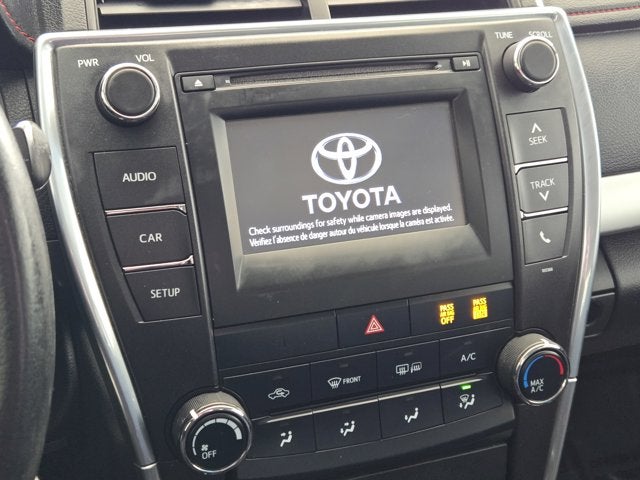 PWR
VOL
TUNE
SCROLL
AUDIO
CAR
SETUP
TOYOTA
Check surroundings for safety while camera images are displayed.
Vérifiez l'absence de danger autour du véhicule lorsque la caméra est activée.
SEEK
TRACK
PASS
OFF
PASS
FRONT
A/C
OFF
MAX
A/C